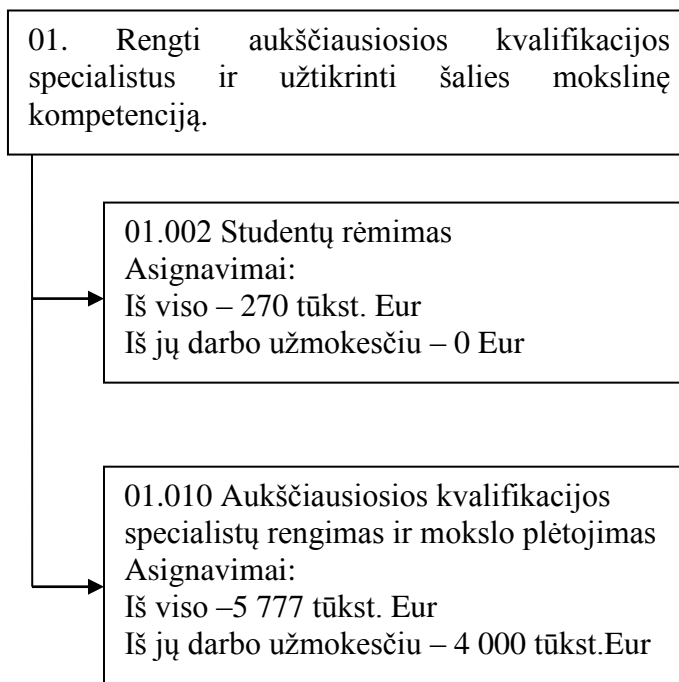 01. Rengti aukščiausiosios kvalifikacijos
specialistus ir užtikrinti šalies mokslinę
kompetenciją.
01.002 Studentų rėmimas
Asignavimai:
Iš viso – 270 tūkst. Eur
Iš jų darbo užmokesčiu – 0 Eur
01.010 Aukščiausiosios kvalifikacijos
specialistų rengimas ir mokslo plėtojimas
Asignavimai:
Iš viso –5 777 tūkst. Eur
Iš jų darbo užmokesčiu – 4 000 tūkst.Eur